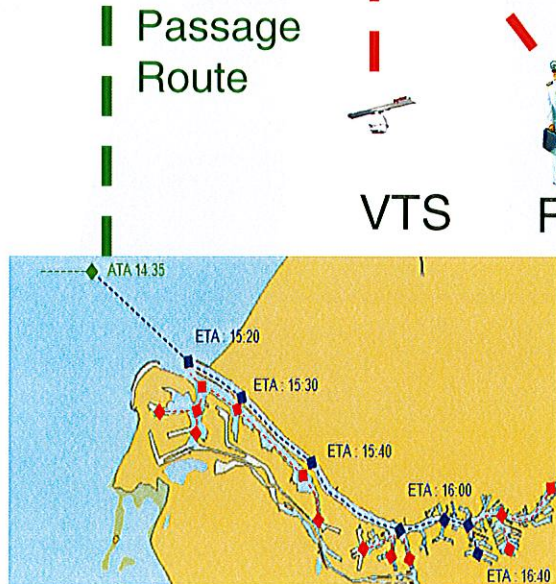 Passage
Route
VTS
ATA 14.35
ETA : 15:20
ETA : 15:30
ETA : 15:40
ETA : 16:00
ETA : 16:40